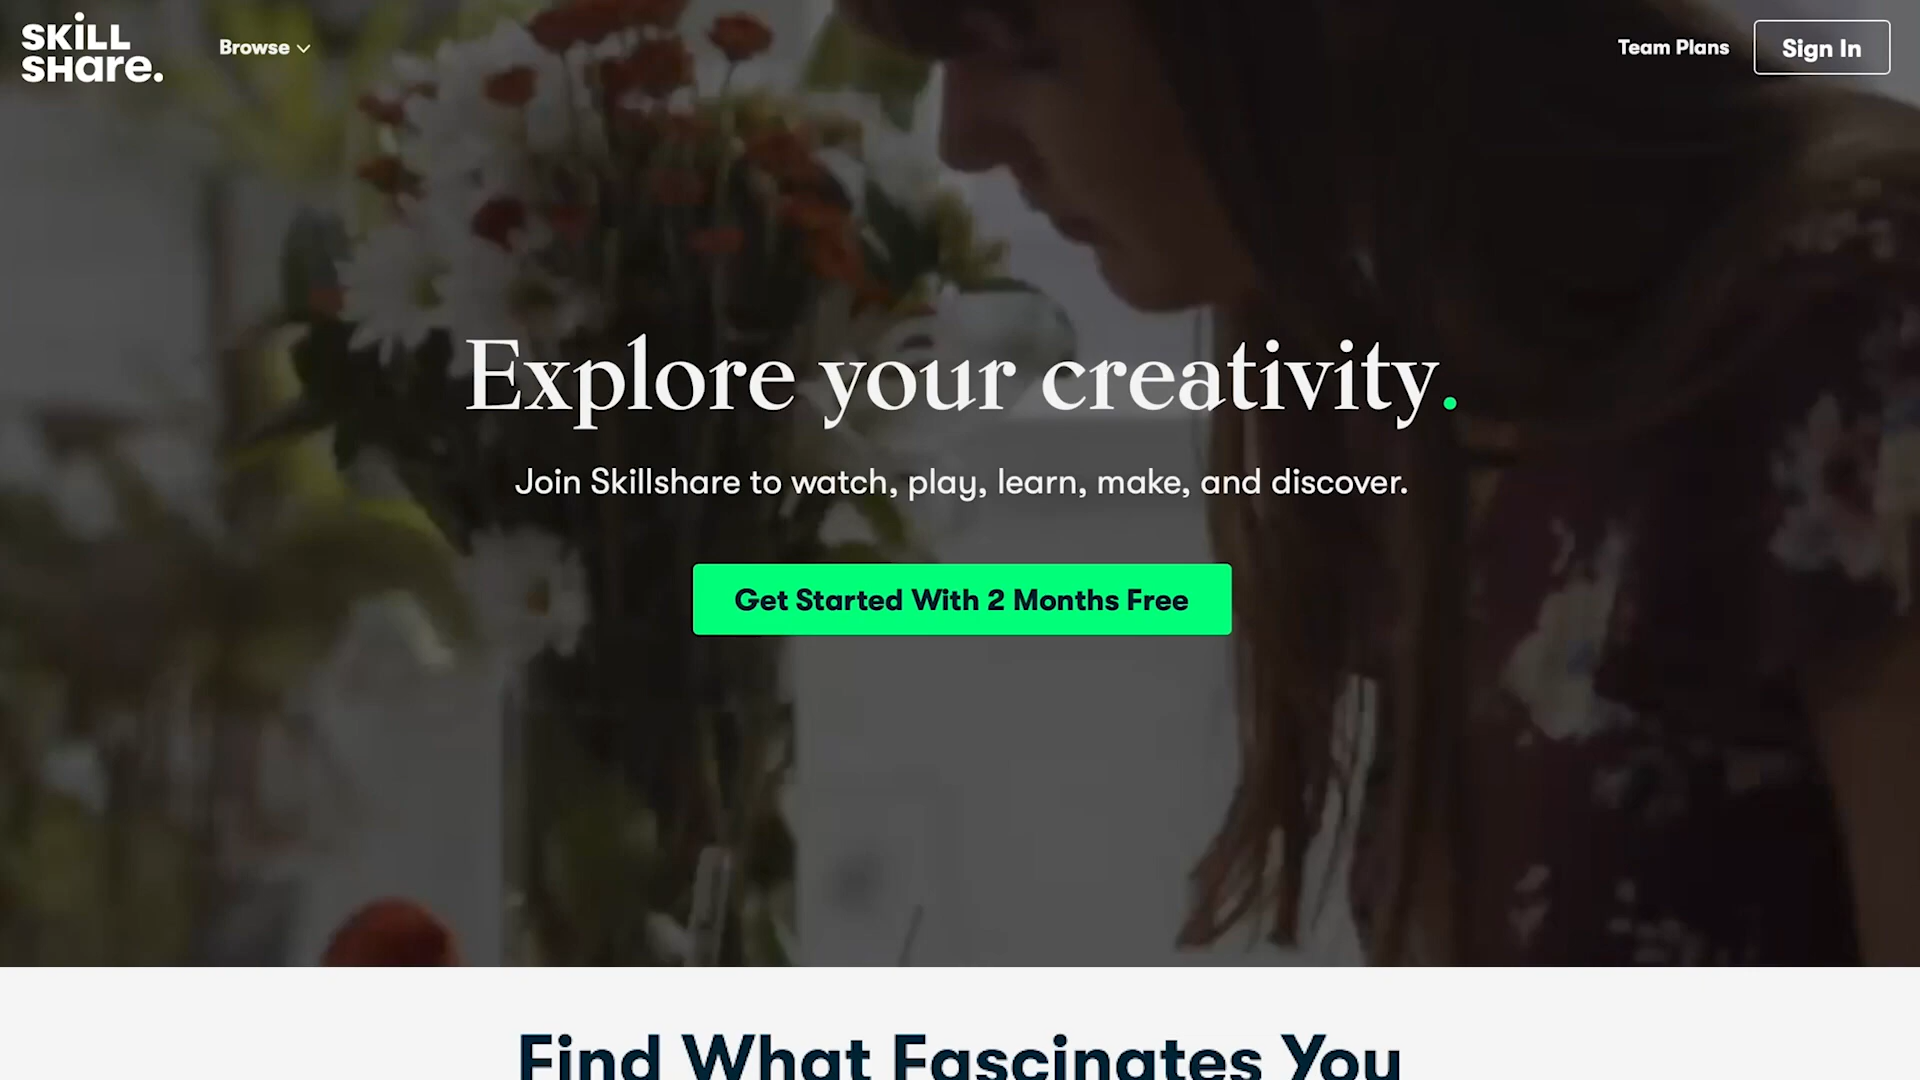 SKiLL
SHare.
Browse
Team Plans
Sign In
Explore your creativity.
Join Skillshare to watch, play, learn, make, and discover.
Get Started With 2 Months Free
Find What Fascinates You